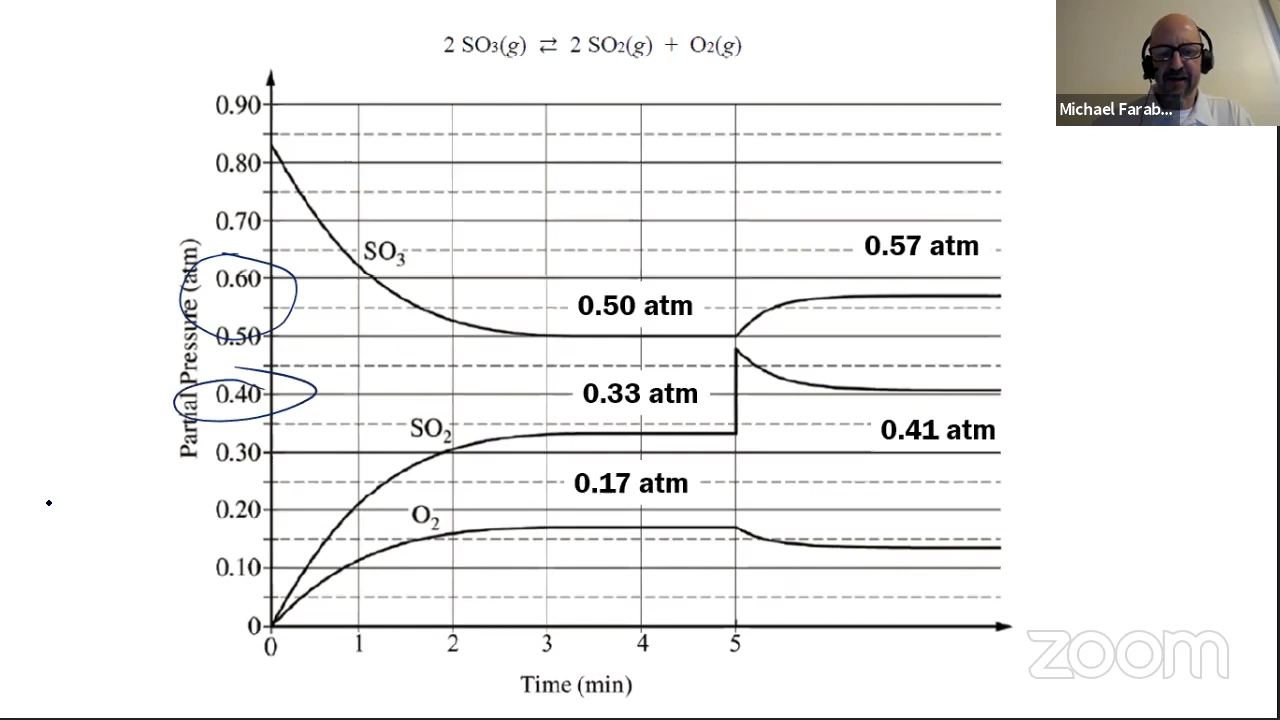 2 SO₃(g) ⇄ 2 SO₂(g) + O₂(g)
Michael Farab...
0.90
0.80
0.70
0.60
0.50
0.40
0.30
0.20
0.10
0
Partial Pressure (atm)
SO₃
0.57 atm
0.50 atm
0.33 atm
SO₂
0.41 atm
0.17 atm
O₂
0 1 2 3 4 5
Time (min)
zoom